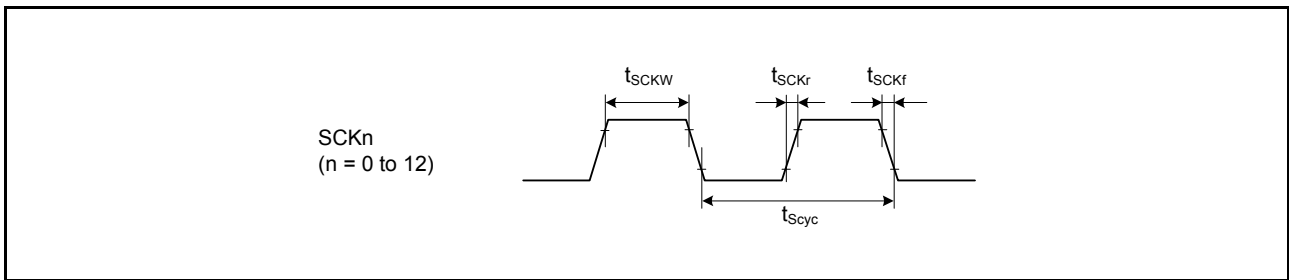 tSCKW
tSCKr
tSCKf
SCKn
(n = 0 to 12)
tScyc